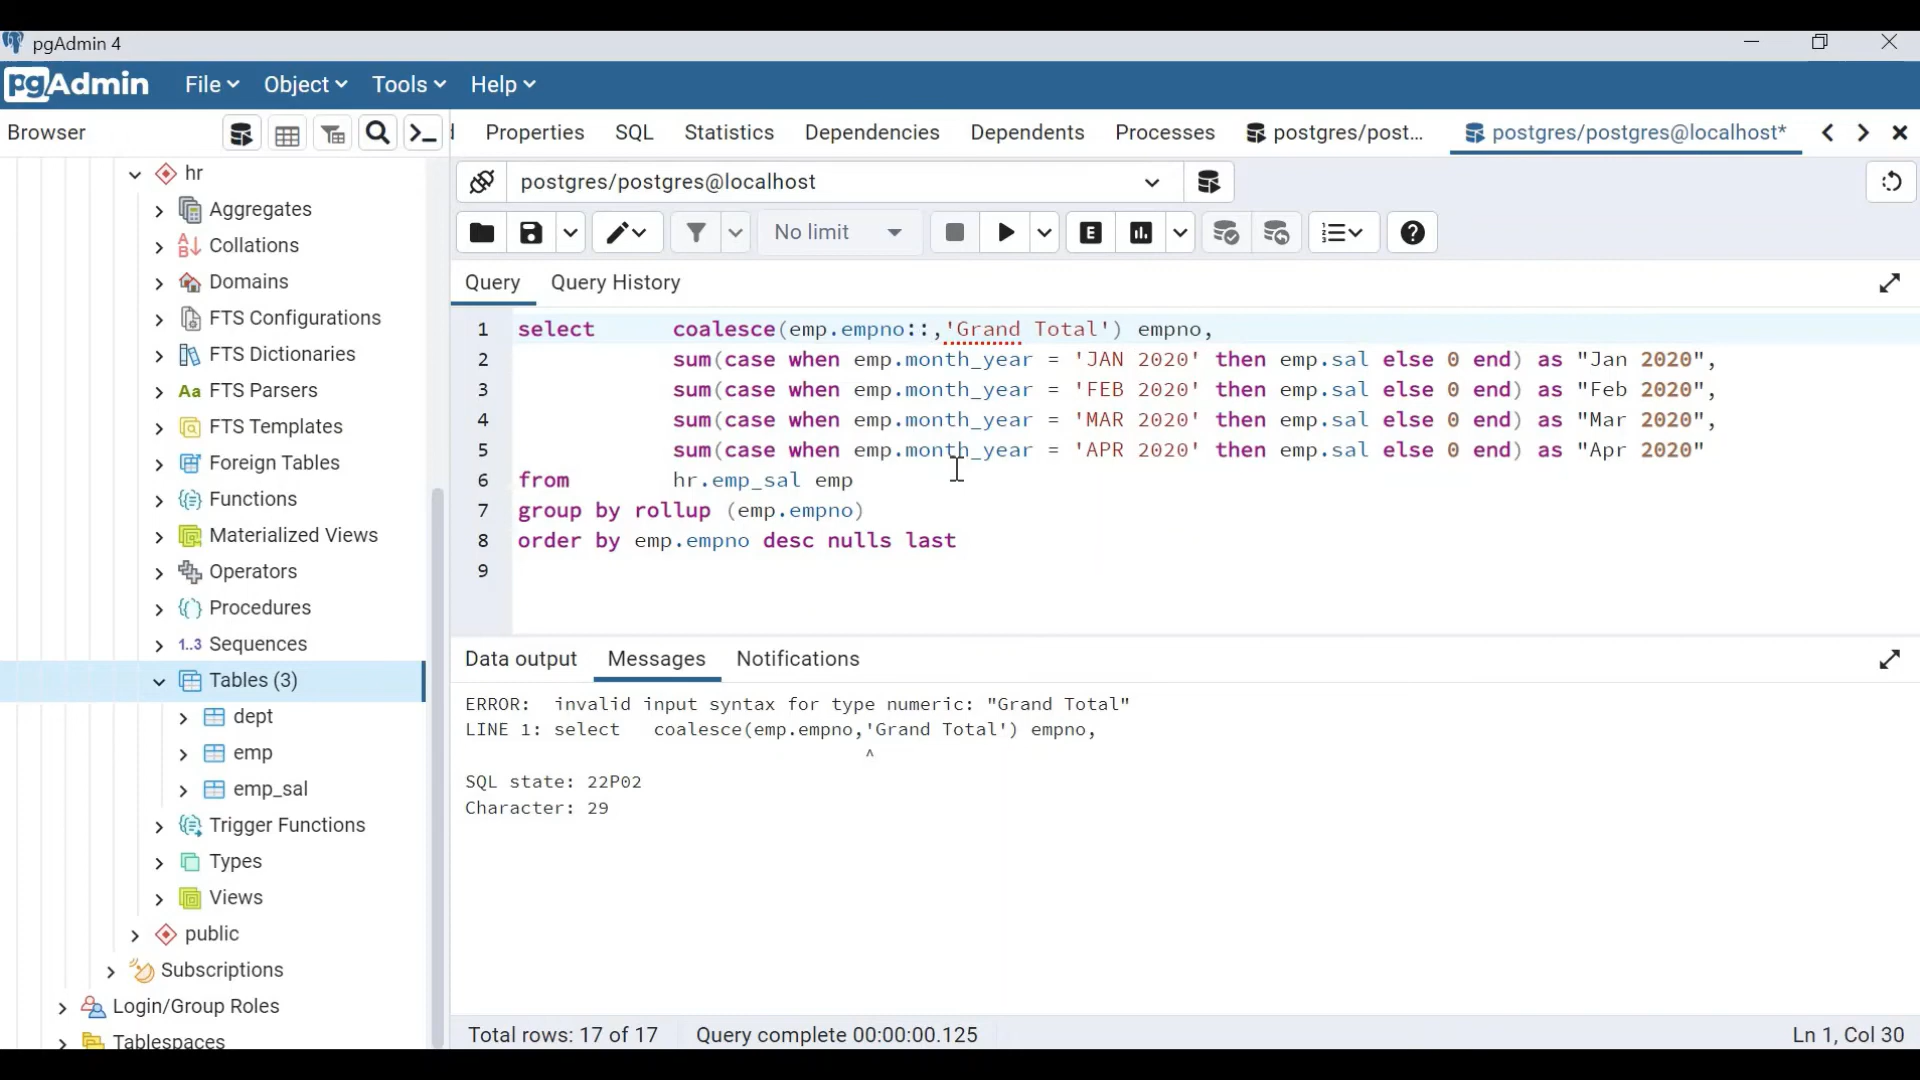 pgAdmin 4
pgAdmin File Object Tools Help
Browser
Properties SQL Statistics Dependencies Dependents Processes postgres/post... postgres/postgres@localhost*
hr
Aggregates
Collations
Domains
FTS Configurations
FTS Dictionaries
Aa FTS Parsers
FTS Templates
Foreign Tables
Functions
Materialized Views
Operators
Procedures
1..3 Sequences
Tables (3)
dept
emp
emp_sal
Trigger Functions
Types
Views
public
Subscriptions
Login/Group Roles
Tablespaces
postgres/postgres@localhost
No limit E
Query Query History
1 select coalesce(emp.empno::,'Grand Total') empno,
2 sum(case when emp.month_year = 'JAN 2020' then emp.sal else 0 end) as "Jan 2020",
3 sum(case when emp.month_year = 'FEB 2020' then emp.sal else 0 end) as "Feb 2020",
4 sum(case when emp.month_year = 'MAR 2020' then emp.sal else 0 end) as "Mar 2020",
5 sum(case when emp.month_year = 'APR 2020' then emp.sal else 0 end) as "Apr 2020"
6 from hr.emp_sal emp
7 group by rollup (emp.empno)
8 order by emp.empno desc nulls last
9
Data output Messages Notifications
ERROR: invalid input syntax for type numeric: "Grand Total"
LINE 1: select coalesce(emp.empno,'Grand Total') empno,
^
SQL state: 22P02
Character: 29
Total rows: 17 of 17 Query complete 00:00:00.125 Ln 1, Col 30